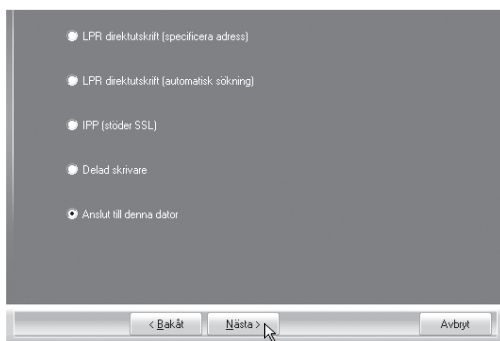 LPR direktutskrift (specificera adress)
LPR direktutskrift (automatisk sökning)
IPP (stöder SSL)
Delad skrivare
Anslut till denna dator
< Bakåt Nästa > Avbryt